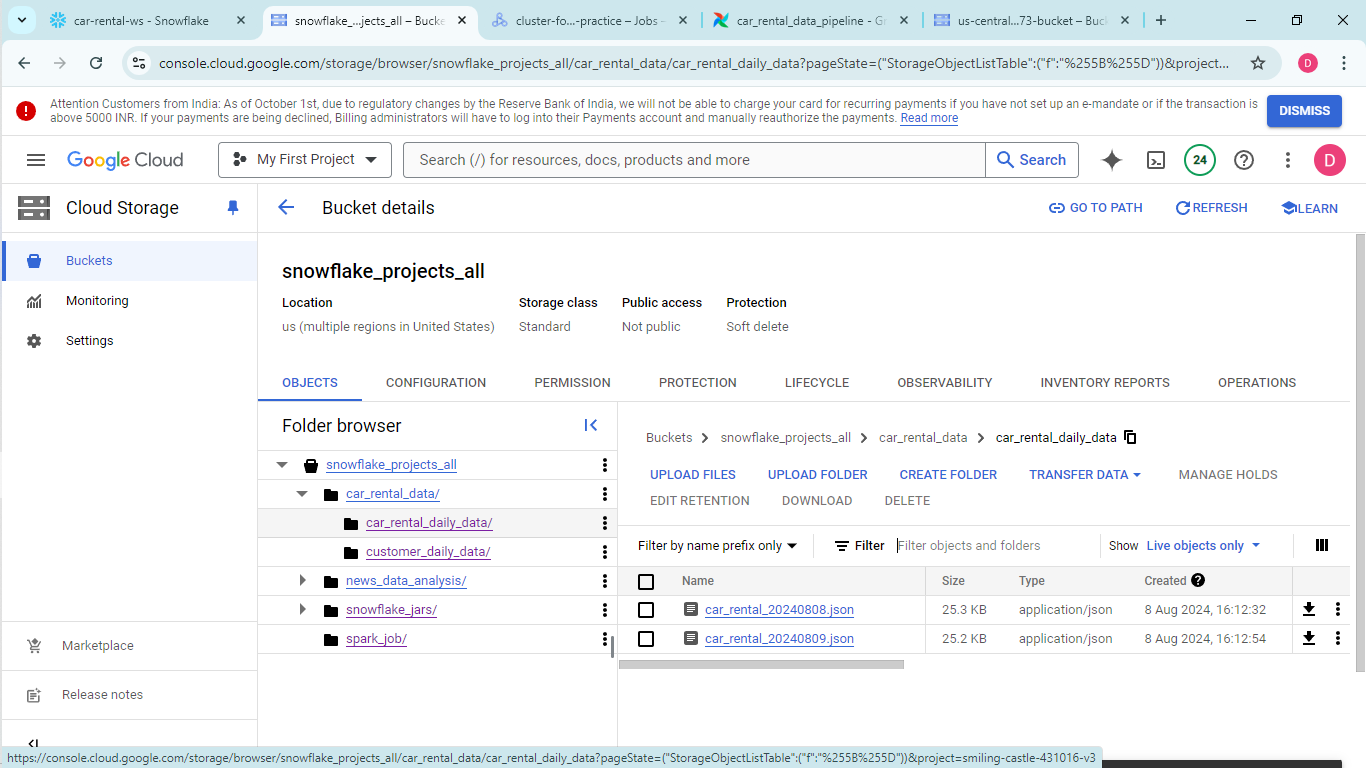 car-rental-ws - Snowflake
snowflake_...jects_all – Bucke
cluster-fo...-practice – Jobs –
car_rental_data_pipeline - Gr
us-central...73-bucket – Buc
console.cloud.google.com/storage/browser/snowflake_projects_all/car_rental_data/car_rental_daily_data?pageState=("StorageObjectListTable":("f":"%255B%255D"))&project...
D
Attention Customers from India: As of October 1st, due to regulatory changes by the Reserve Bank of India, we will not be able to charge your card for recurring payments if you have not set up an e-mandate or if the transaction is
above 5000 INR. If your payments are being declined, Billing administrators will have to log into their Payments account and manually reauthorize the payments. Read more
DISMISS
Google Cloud
My First Project
Search (/) for resources, docs, products and more
Search
24
D
Cloud Storage
Bucket details
GO TO PATH
REFRESH
LEARN
Buckets
Monitoring
Settings
Marketplace
Release notes
snowflake_projects_all
Location
Storage class
Public access
Protection
us (multiple regions in United States)
Standard
Not public
Soft delete
OBJECTS
CONFIGURATION
PERMISSION
PROTECTION
LIFECYCLE
OBSERVABILITY
INVENTORY REPORTS
OPERATIONS
Folder browser
snowflake_projects_all
car_rental_data/
car_rental_daily_data/
customer_daily_data/
news_data_analysis/
snowflake_jars/
spark_job/
Buckets
snowflake_projects_all
car_rental_data
car_rental_daily_data
UPLOAD FILES
UPLOAD FOLDER
CREATE FOLDER
TRANSFER DATA
MANAGE HOLDS
EDIT RETENTION
DOWNLOAD
DELETE
Filter by name prefix only
Filter
Filter objects and folders
Show
Live objects only
Name
Size
Type
Created
car_rental_20240808.json
25.3 KB
application/json
8 Aug 2024, 16:12:32
car_rental_20240809.json
25.2 KB
application/json
8 Aug 2024, 16:12:54
https://console.cloud.google.com/storage/browser/snowflake_projects_all/car_rental_data/car_rental_daily_data?pageState=("StorageObjectListTable":("f":"%255B%255D"))&project=smiling-castle-431016-v3